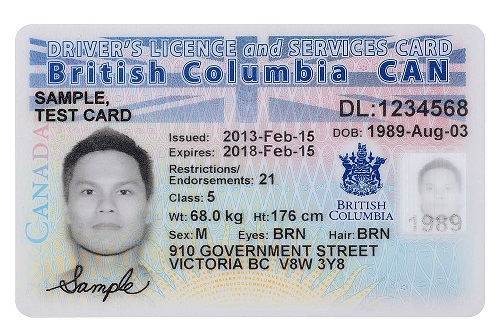 DRIVER'S LICENCE and SERVICES CARD
British Columbia CAN
SAMPLE,
TEST CARD
DL:1234568
Issued: 2013-Feb-15
DOB: 1989-Aug-03
Expires: 2018-Feb-15
Restrictions/
Endorsements: 21
Class: 5
Wt: 68.0 kg Ht: 176 cm
Sex: M Eyes: BRN Hair: BRN
910 GOVERNMENT STREET
VICTORIA BC V8W 3Y8
BRITISH
COLUMBIA
1989
CANADA
Sample